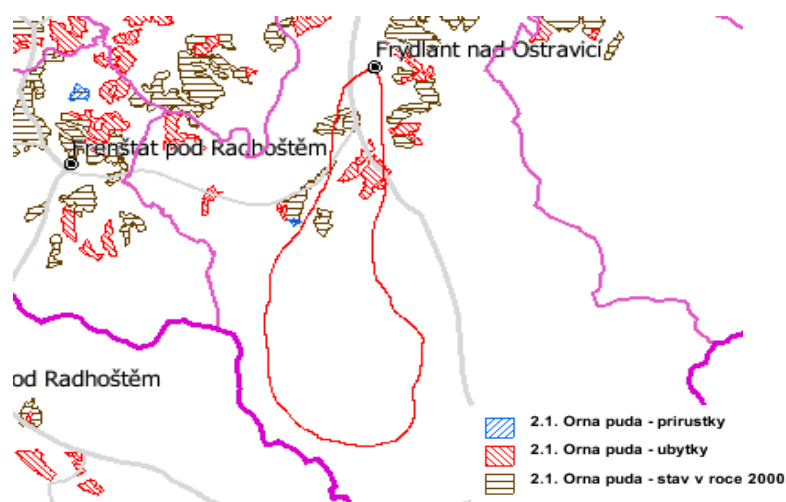 Frýdlant nad Ostravicí
Frenštát pod Radhoštěm
od Radhoštěm
2.1. Orna puda - prirustky
2.1. Orna puda - ubytky
2.1. Orna puda - stav v roce 2000